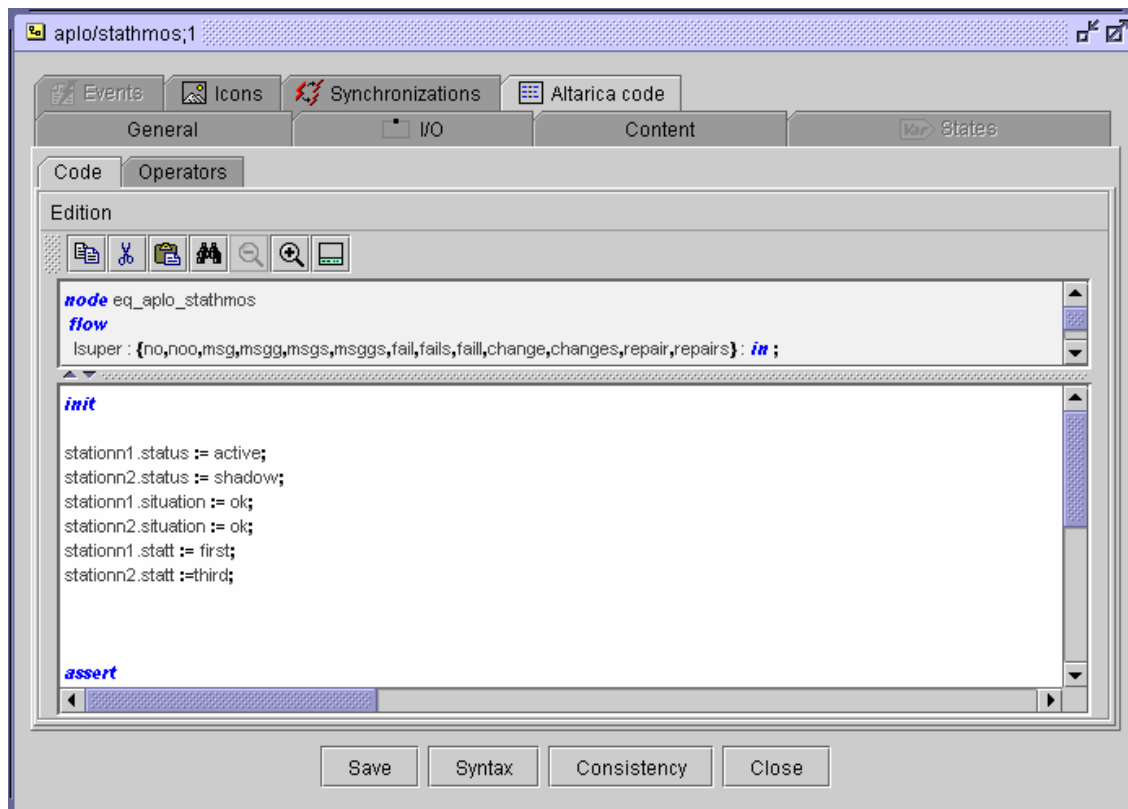 aplo/stathmos;1
Events Icons Synchronizations Altarica code
General I/O Content Var States
Code Operators
Edition
node eq_aplo_stathmos
flow
Isuper : {no,noo,msg,msgg,msgs,msggs,fail,fails,faill,change,changes,repair,repairs} : in ;
init
stationn1.status := active;
stationn2.status := shadow;
stationn1.situation := ok;
stationn2.situation := ok;
stationn1.statt := first;
stationn2.statt :=third;
assert
Save Syntax Consistency Close